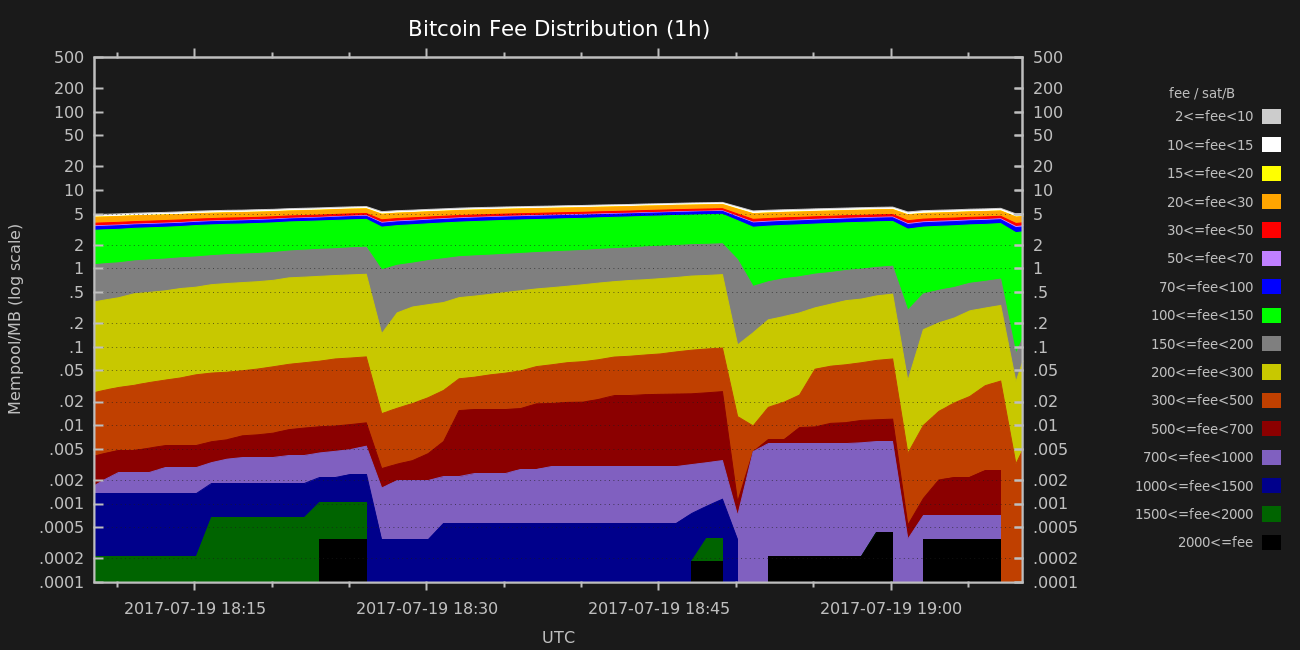 Bitcoin Fee Distribution (1h)
Mempool/MB (log scale)
500
200
100
50
20
10
5
2
1
.5
.2
.1
.05
.02
.01
.005
.002
.001
.0005
.0002
.0001
500
200
100
50
20
10
5
2
1
.5
.2
.1
.05
.02
.01
.005
.002
.001
.0005
.0002
.0001
2017-07-19 18:15
2017-07-19 18:30
2017-07-19 18:45
2017-07-19 19:00
UTC
fee / sat/B
2<=fee<10
10<=fee<15
15<=fee<20
20<=fee<30
30<=fee<50
50<=fee<70
70<=fee<100
100<=fee<150
150<=fee<200
200<=fee<300
300<=fee<500
500<=fee<700
700<=fee<1000
1000<=fee<1500
1500<=fee<2000
2000<=fee